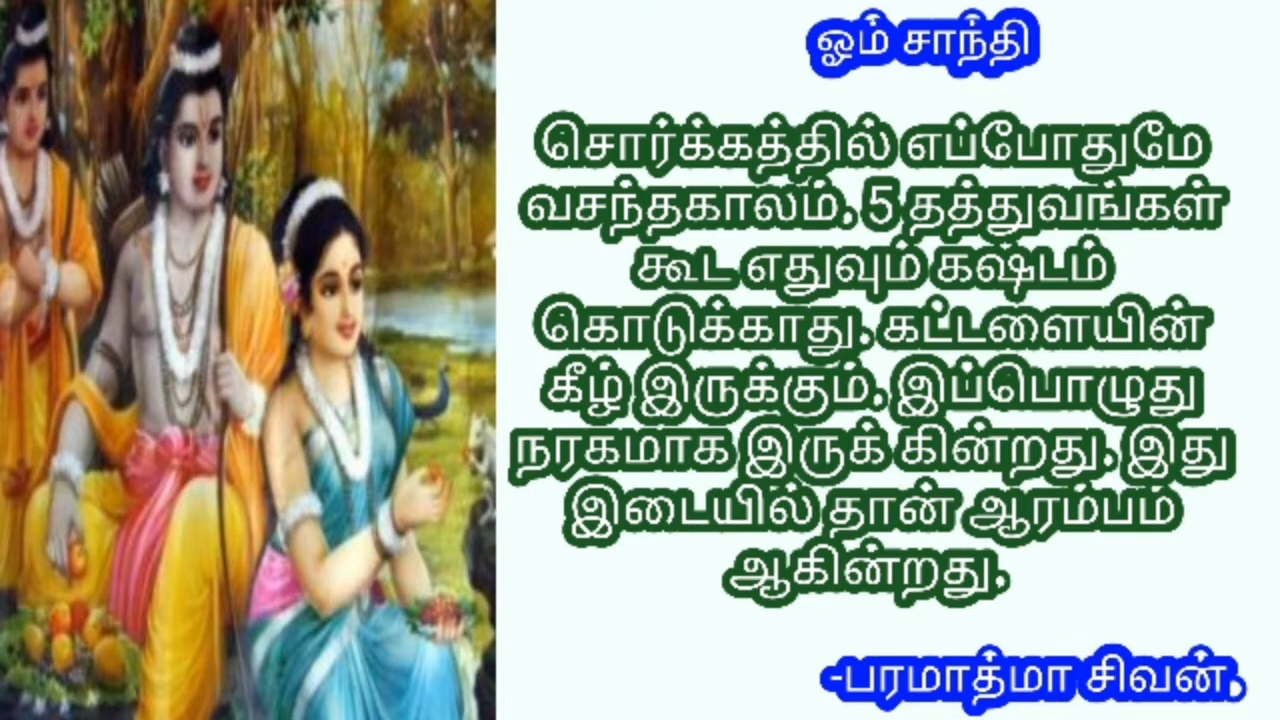 ஓம் சாந்தி
சொர்க்கத்தில் எப்போதுமே
வசந்தகாலம். 5 தத்துவங்கள்
கூட எதுவும் கஷ்டம்
கொடுக்காது. கட்டளையின்
கீழ் இருக்கும். இப்பொழுது
நரகமாக இருக் கின்றது. இது
இடையில் தான் ஆரம்பம்
ஆகின்றது.
-பரமாத்மா சிவன்.